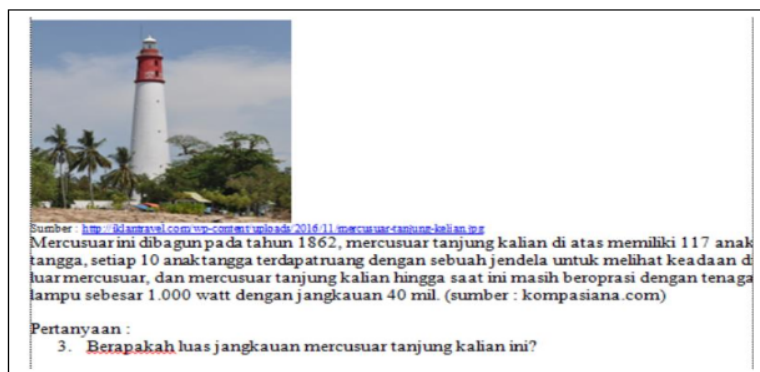 Sumber : http://iklantravel.com/wp-content/uploads/2016/11/mercusuar-tanjung-kalian.jpg
Mercusuar ini dibagun pada tahun 1862, mercusuar tanjung kalian di atas memiliki 117 anak
tangga, setiap 10 anak tangga terdapat ruang dengan sebuah jendela untuk melihat keadaan d
luar mercusuar, dan mercusuar tanjung kalian hingga saat ini masih beroprasi dengan tenaga
lampu sebesar 1.000 watt dengan jangkauan 40 mil. (sumber : kompasiana.com)
Pertanyaan :
3. Berapakah luas jangkauan mercusuar tanjung kalian ini?